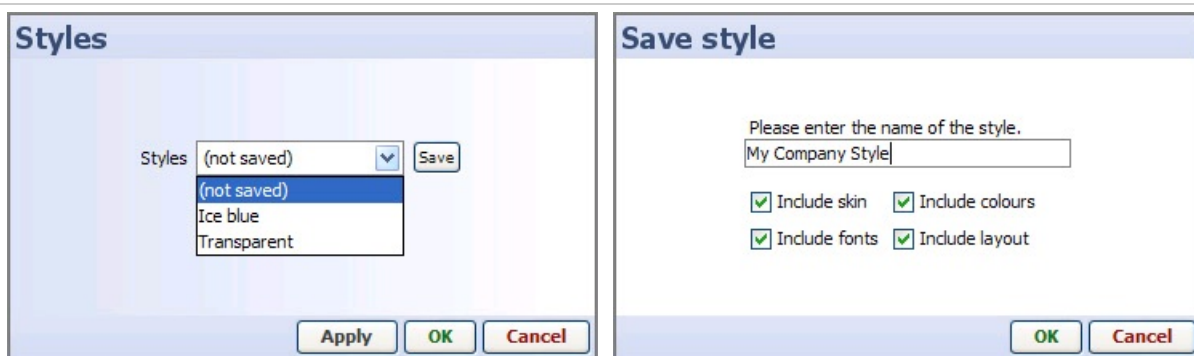 Styles
Styles (not saved) Save
(not saved)
Ice blue
Transparent
Apply OK Cancel
Save style
Please enter the name of the style.
My Company Style
Include skin Include colours
Include fonts Include layout
OK Cancel